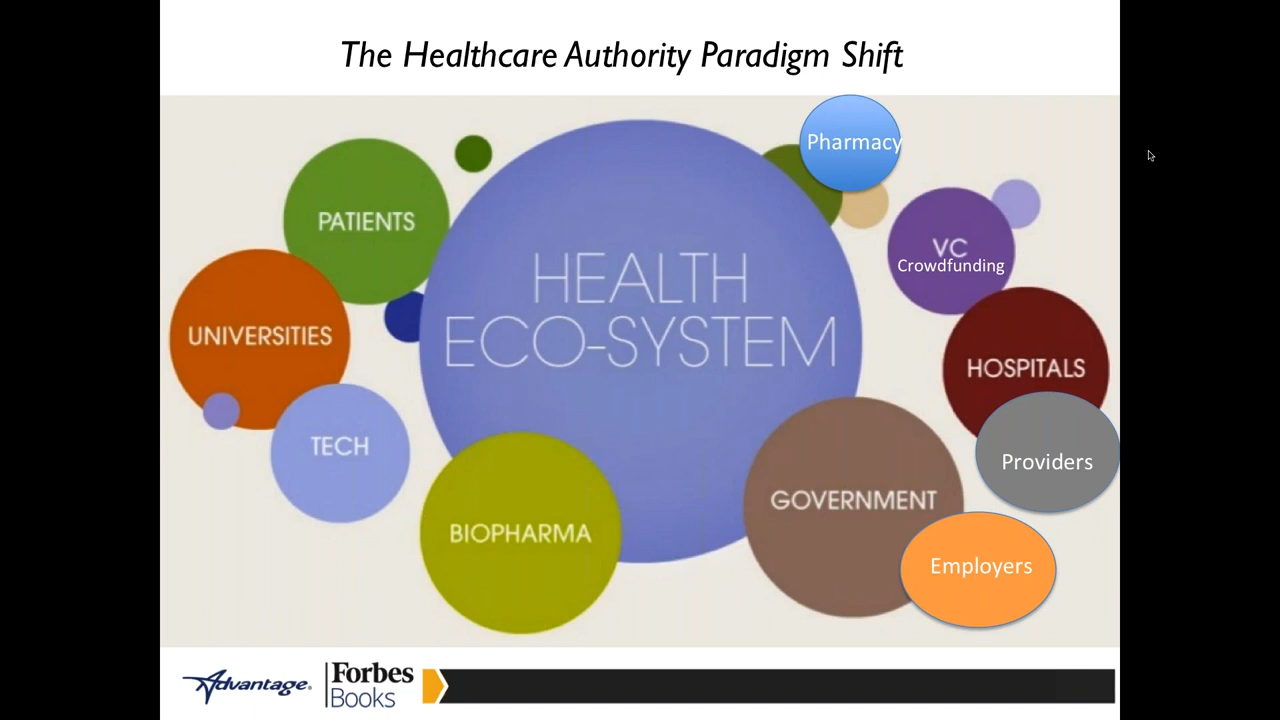 The Healthcare Authority Paradigm Shift
Pharmacy
PATIENTS
VC
Crowdfunding
HEALTH
ECO-SYSTEM
UNIVERSITIES
HOSPITALS
TECH
Providers
GOVERNMENT
BIOPHARMA
Employers
Advantage.
Forbes
Books